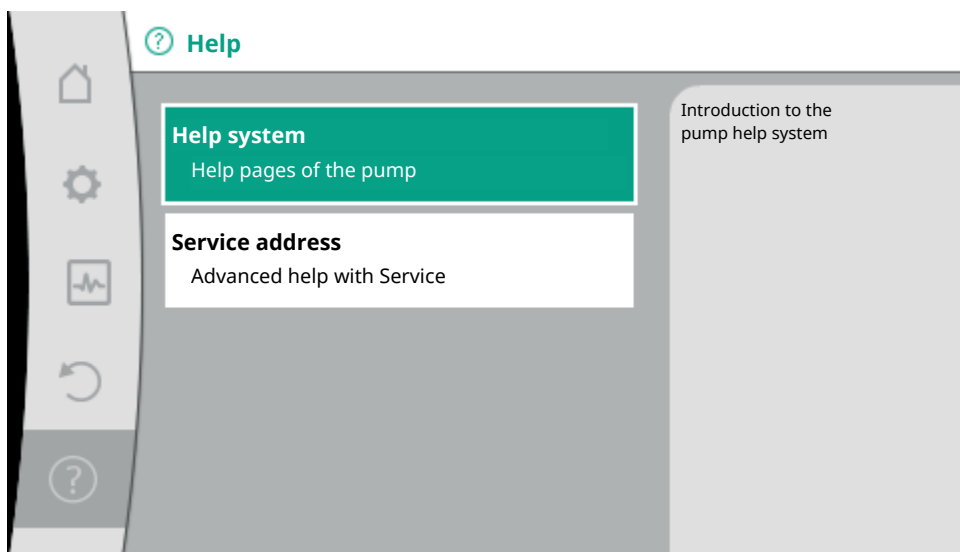 Help
Help system
Help pages of the pump
Service address
Advanced help with Service
Introduction to the
pump help system